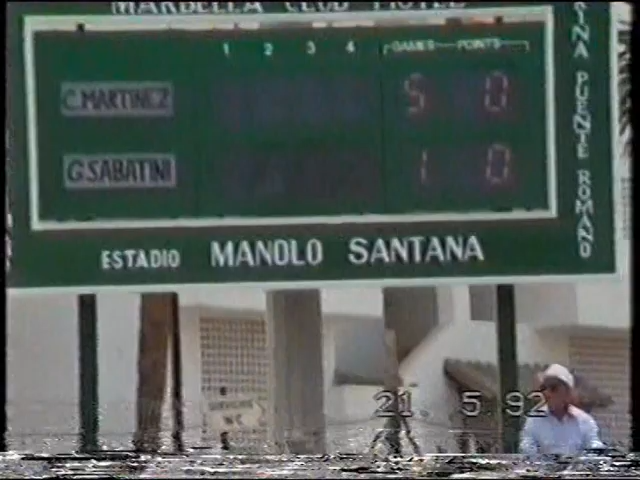 MARBELLA CLUB HOTEL
1 2 3 4 GAMES POINTS
C.MARTINEZ 5 0
G.SABATINI 1 0
ESTADIO MANOLO SANTANA
PUENTE ROMANO
21. 5.92